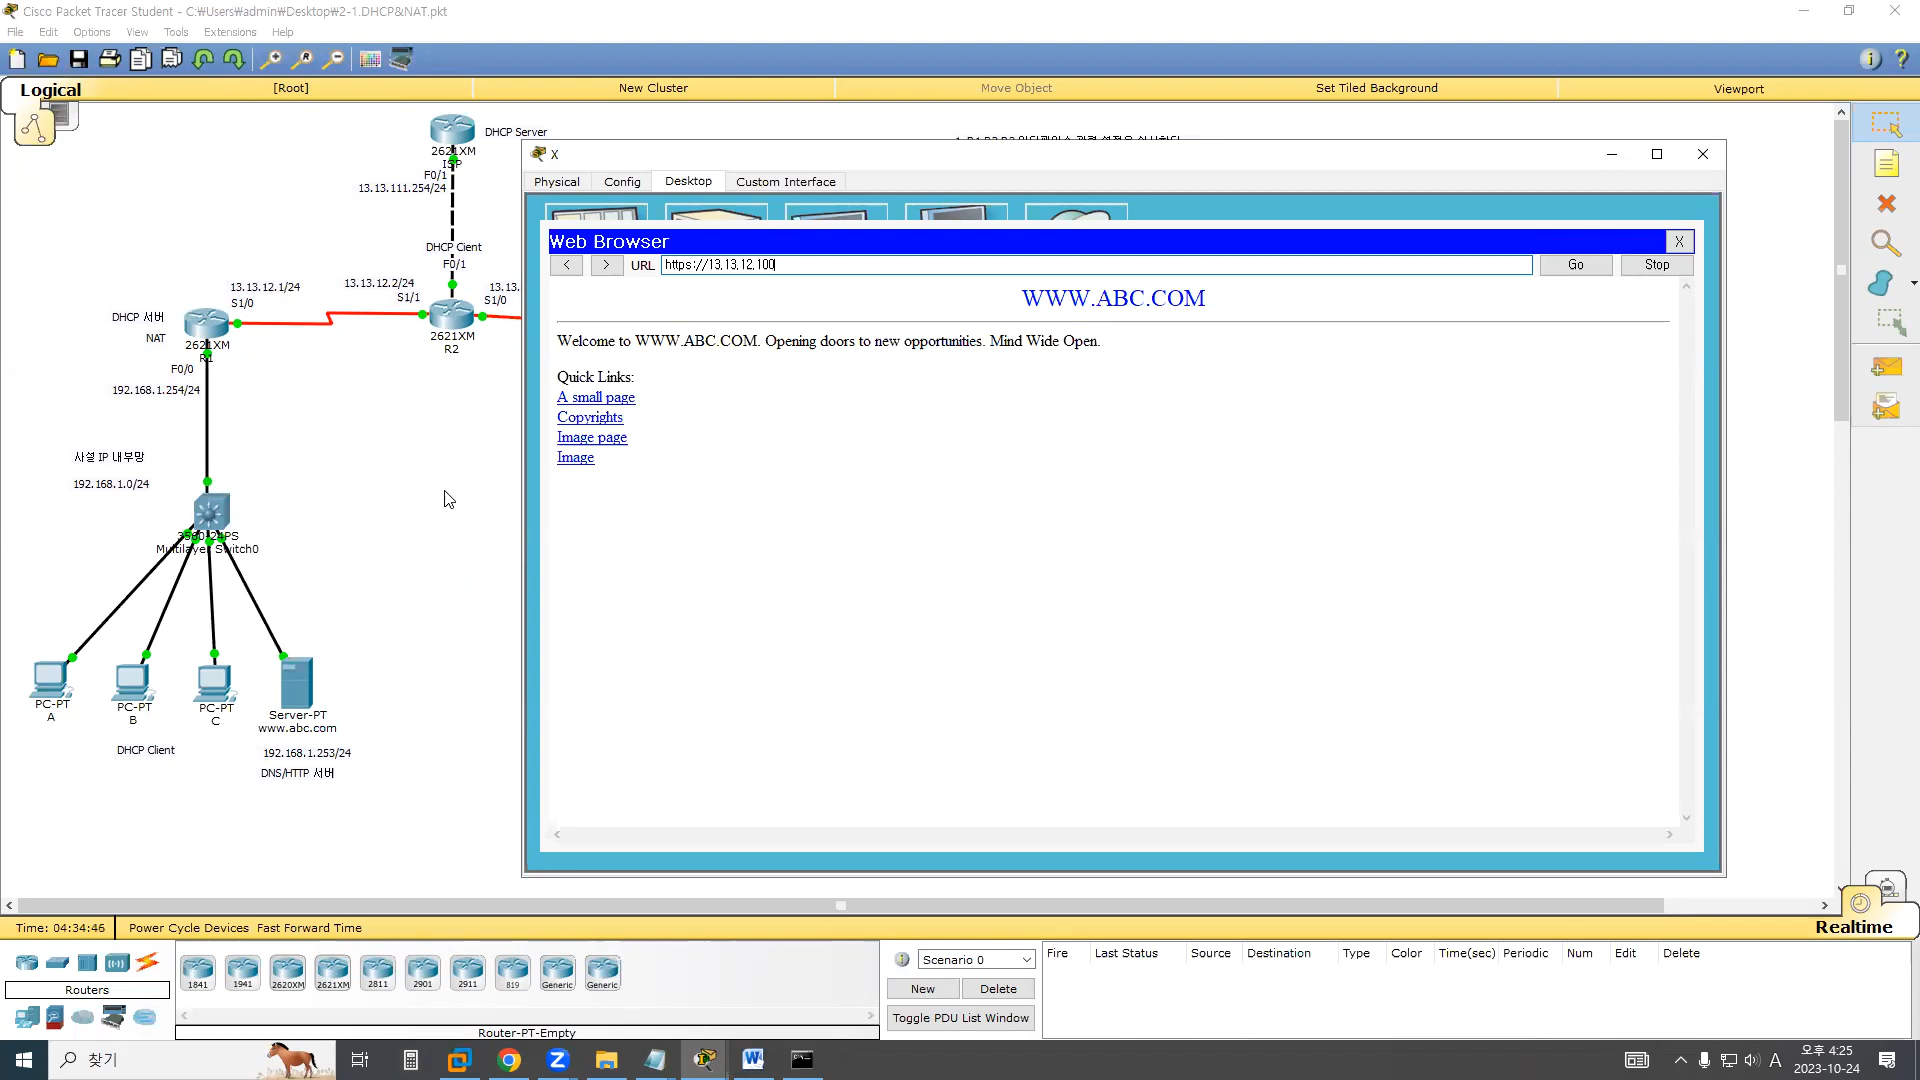 Cisco Packet Tracer Student - C:₩Users₩admin₩Desktop₩2-1.DHCP&NAT.pkt
File Edit Options View Tools Extensions Help
Logical [Root] New Cluster Move Object Set Tiled Background Viewport
DHCP Server
2621XM
ISP
F0/1
13.13.111.254/24
DHCP Cient
F0/1
13.13.12.1/24
S1/0
13.13.12.2/24
S1/1
13.13.
S1/0
DHCP 서버
NAT
2621XM
R1
2621XM
R2
F0/0
192.168.1.254/24
사설 IP 내부망
192.168.1.0/24
3560-24PS
Multilayer Switch0
PC-PT
A
PC-PT
B
PC-PT
C
Server-PT
www.abc.com
DHCP Client
192.168.1.253/24
DNS/HTTP 서버
X
Physical Config Desktop Custom Interface
Web Browser X
< > URL https://13.13.12.100 Go Stop
WWW.ABC.COM
Welcome to WWW.ABC.COM. Opening doors to new opportunities. Mind Wide Open.
Quick Links:
A small page
Copyrights
Image page
Image
Time: 04:34:46 Power Cycle Devices Fast Forward Time Realtime
Routers
1841 1941 2620XM 2621XM 2811 2901 2911 819 Generic Generic
Router-PT-Empty
Scenario 0
New Delete
Toggle PDU List Window
Fire Last Status Source Destination Type Color Time(sec) Periodic Num Edit Delete
찾기
A
오후 4:25
2023-10-24